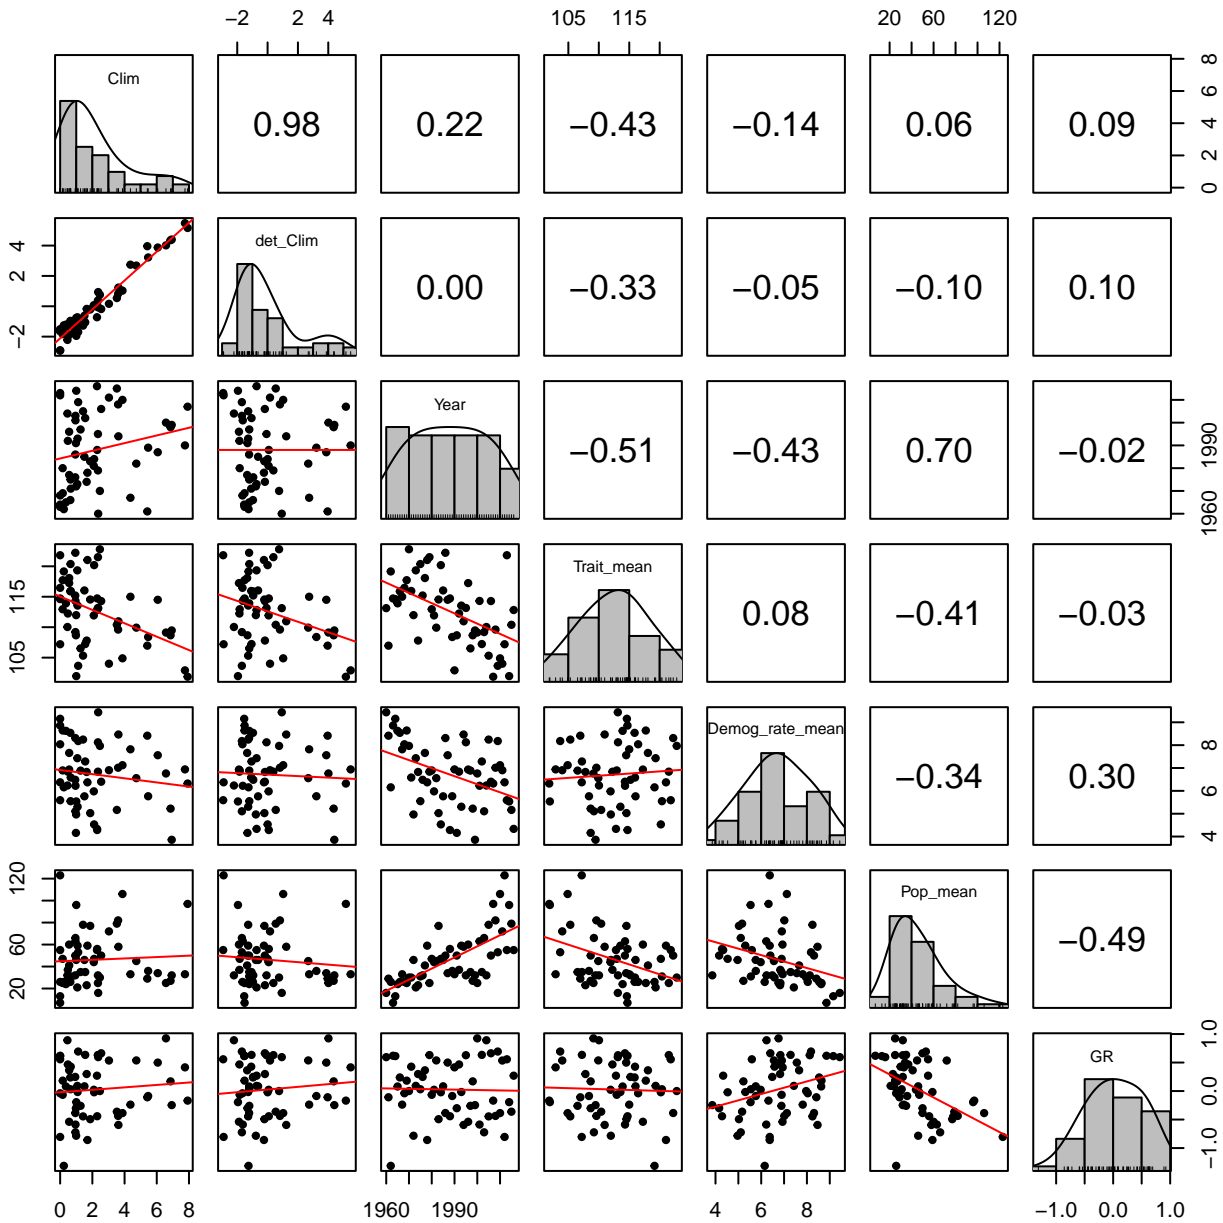 −2 2 4 105 115 20 60 120
Clim 0.98 0.22 −0.43 −0.14 0.06 0.09 0 2 4 6 8
−2 2 4 det_Clim 0.00 −0.33 −0.05 −0.10 0.10
Year −0.51 −0.43 0.70 −0.02 1960 1990
105 115 Trait_mean 0.08 −0.41 −0.03
Demog_rate_mean −0.34 0.30 4 6 8
20 60 120 Pop_mean −0.49
GR −1.0 0.0 1.0
0 2 4 6 8 1960 1990 4 6 8 −1.0 0.0 1.0